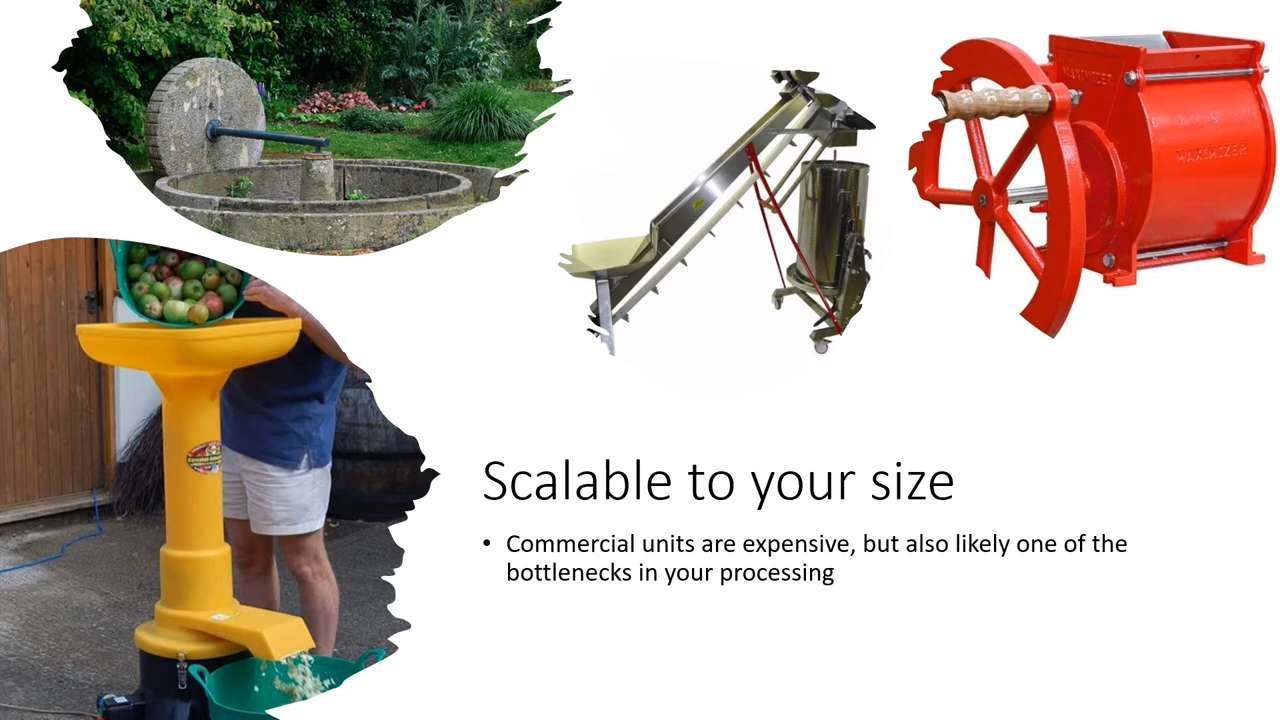 MAXIMIZER
MAXIMIZER
Scalable to your size
• Commercial units are expensive, but also likely one of the
bottlenecks in your processing